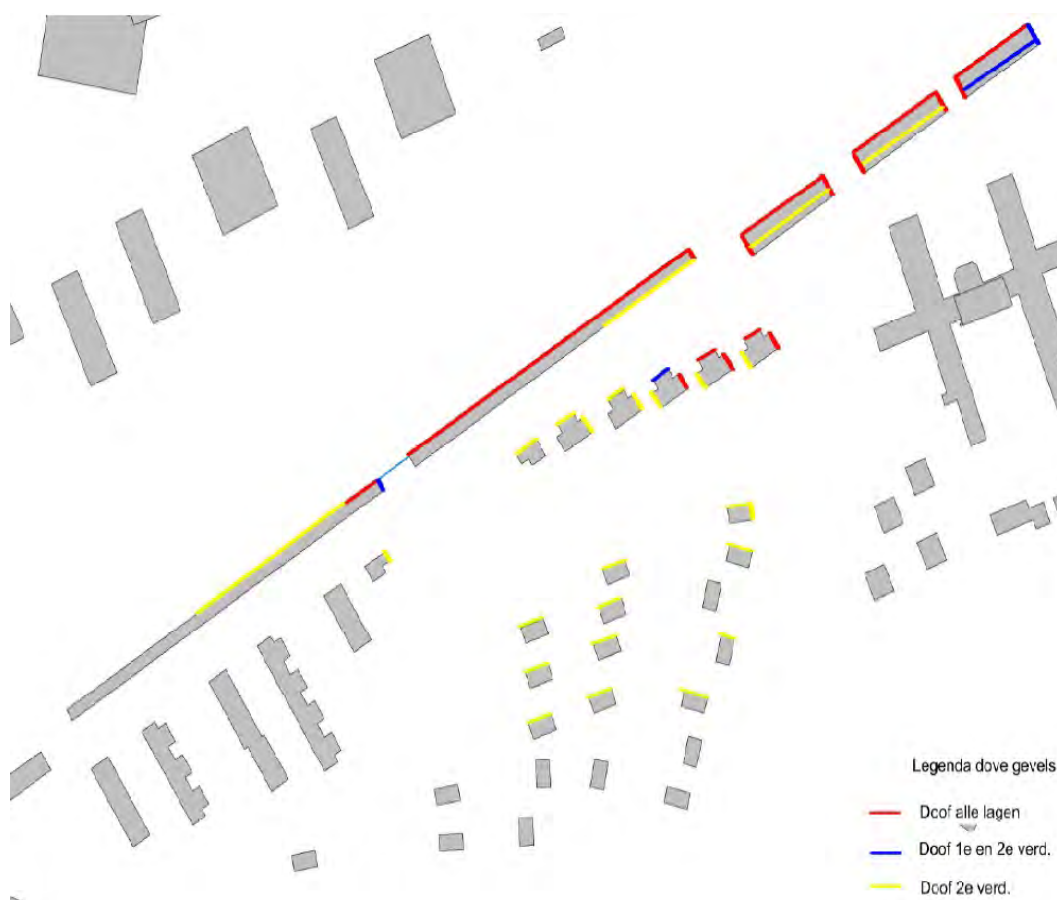 Legenda dove gevels
Doof alle lagen
Doof 1e en 2e verd.
Doof 2e verd.